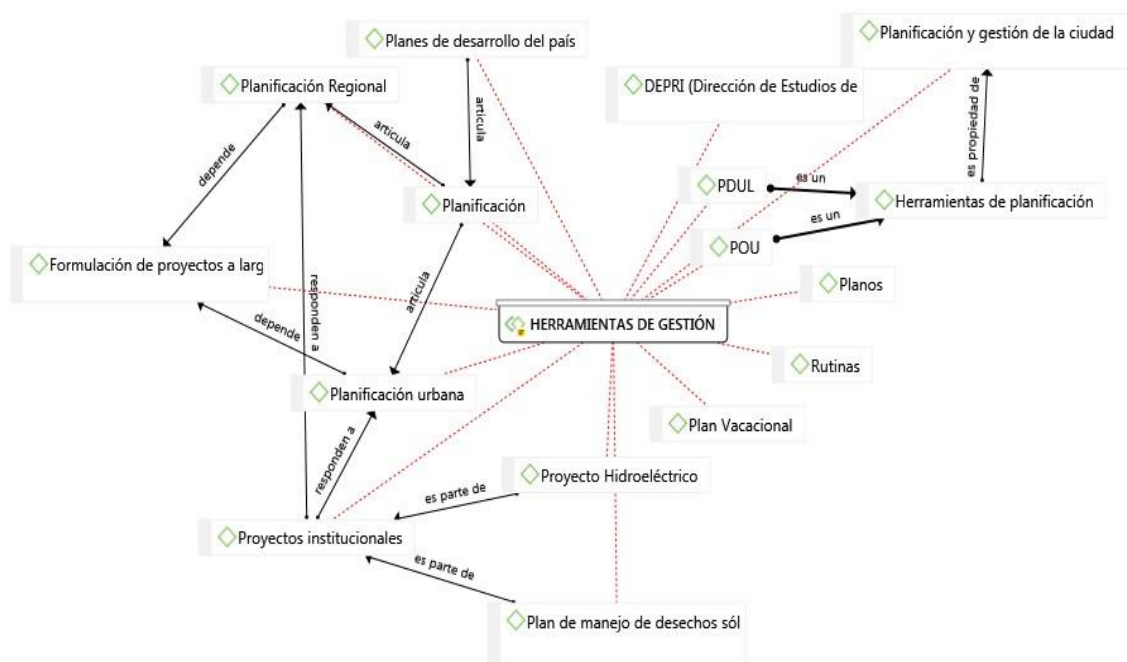 Planes de desarrollo del país
Planificación y gestión de la ciudad
Planificación Regional
DEPRI (Dirección de Estudios de
articula
articula
es propiedad de
depende
PDUL
es un
Herramientas de planificación
Planificación
POU
es un
Formulación de proyectos a larg
responden a
articula
Planos
HERRAMIENTAS DE GESTIÓN
depende
Rutinas
Planificación urbana
Plan Vacacional
responden a
Proyecto Hidroeléctrico
es parte de
Proyectos institucionales
es parte de
Plan de manejo de desechos sól